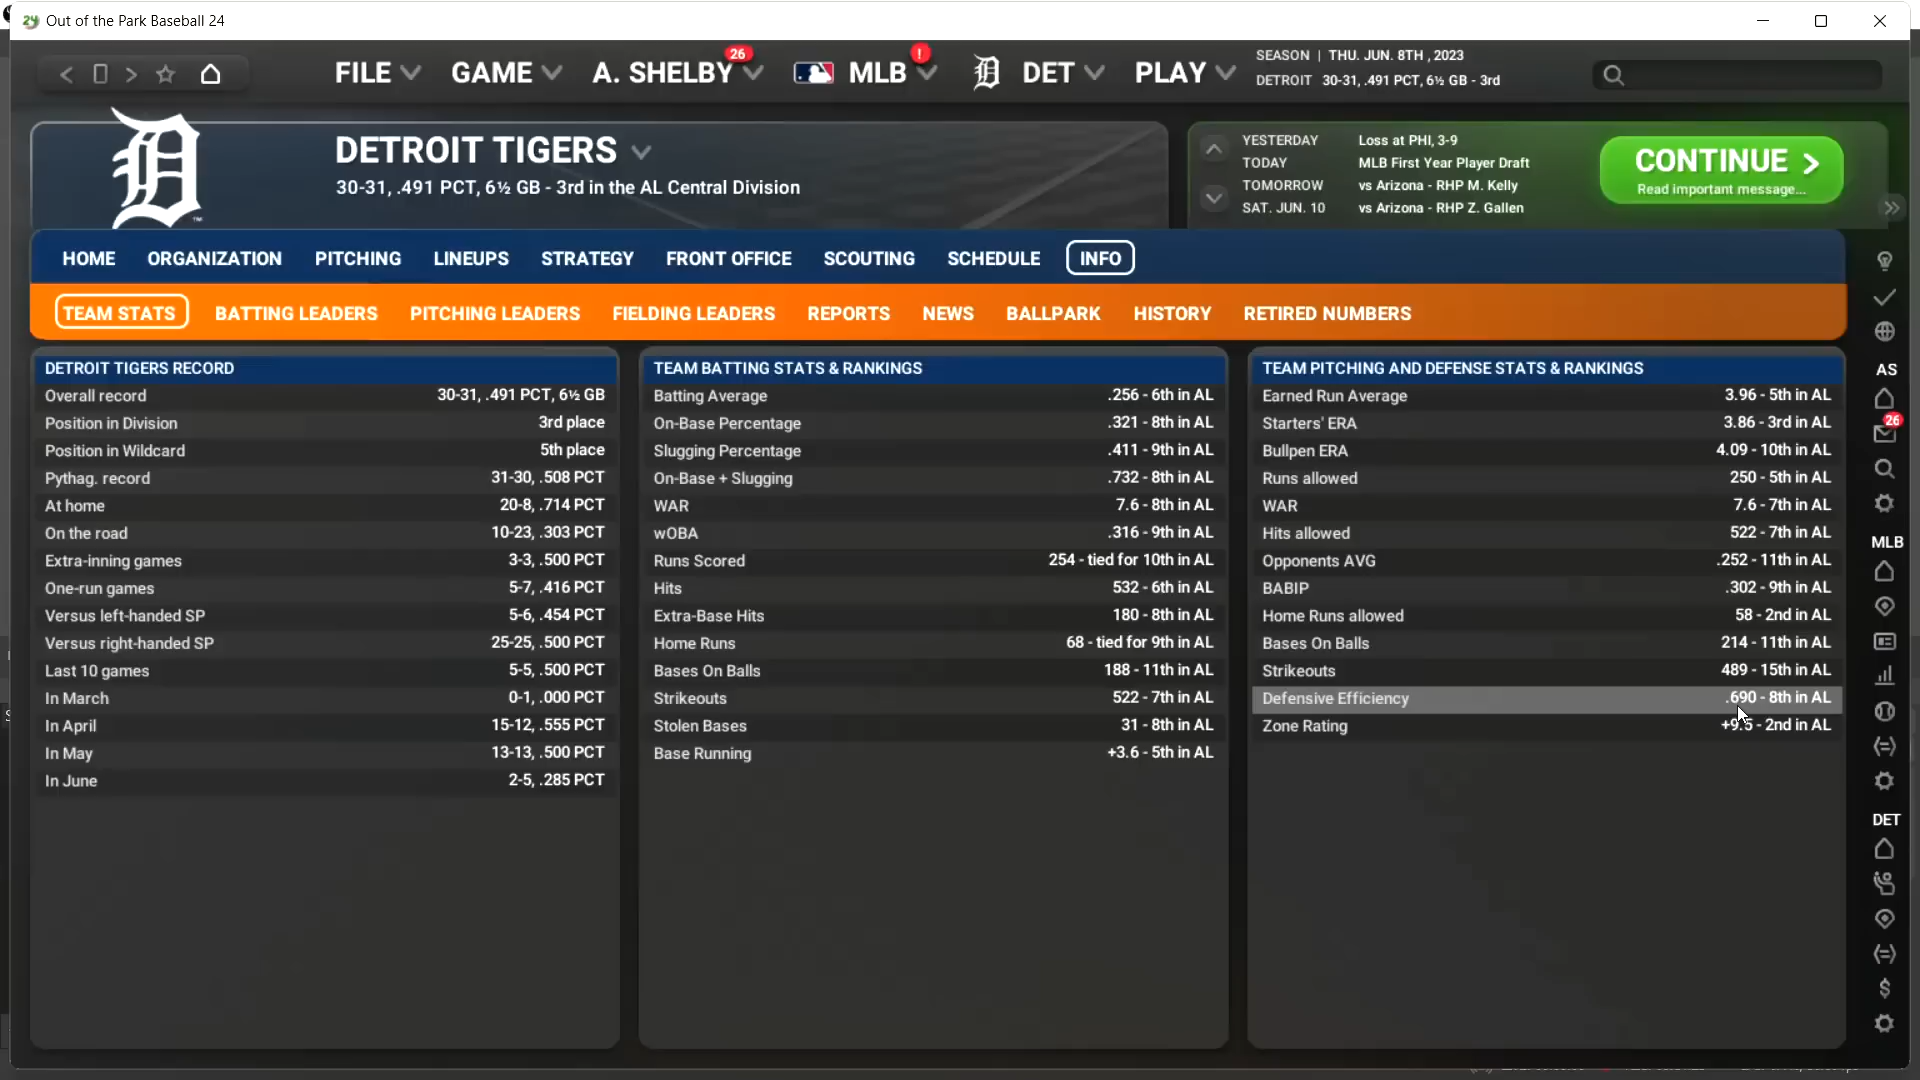 Out of the Park Baseball 24
FILE GAME A. SHELBY 26 MLB ! DET PLAY
SEASON | THU. JUN. 8TH , 2023
DETROIT 30-31, .491 PCT, 6½ GB - 3rd
DETROIT TIGERS
30-31, .491 PCT, 6½ GB - 3rd in the AL Central Division
YESTERDAY Loss at PHI, 3-9
TODAY MLB First Year Player Draft
TOMORROW vs Arizona - RHP M. Kelly
SAT. JUN. 10 vs Arizona - RHP Z. Gallen
CONTINUE
Read important message...
HOME ORGANIZATION PITCHING LINEUPS STRATEGY FRONT OFFICE SCOUTING SCHEDULE INFO
TEAM STATS BATTING LEADERS PITCHING LEADERS FIELDING LEADERS REPORTS NEWS BALLPARK HISTORY RETIRED NUMBERS
DETROIT TIGERS RECORD
Overall record 30-31, .491 PCT, 6½ GB
Position in Division 3rd place
Position in Wildcard 5th place
Pythag. record 31-30, .508 PCT
At home 20-8, .714 PCT
On the road 10-23, .303 PCT
Extra-inning games 3-3, .500 PCT
One-run games 5-7, .416 PCT
Versus left-handed SP 5-6, .454 PCT
Versus right-handed SP 25-25, .500 PCT
Last 10 games 5-5, .500 PCT
In March 0-1, .000 PCT
In April 15-12, .555 PCT
In May 13-13, .500 PCT
In June 2-5, .285 PCT
TEAM BATTING STATS & RANKINGS
Batting Average .256 - 6th in AL
On-Base Percentage .321 - 8th in AL
Slugging Percentage .411 - 9th in AL
On-Base + Slugging .732 - 8th in AL
WAR 7.6 - 8th in AL
wOBA .316 - 9th in AL
Runs Scored 254 - tied for 10th in AL
Hits 532 - 6th in AL
Extra-Base Hits 180 - 8th in AL
Home Runs 68 - tied for 9th in AL
Bases On Balls 188 - 11th in AL
Strikeouts 522 - 7th in AL
Stolen Bases 31 - 8th in AL
Base Running +3.6 - 5th in AL
TEAM PITCHING AND DEFENSE STATS & RANKINGS
Earned Run Average 3.96 - 5th in AL
Starters' ERA 3.86 - 3rd in AL
Bullpen ERA 4.09 - 10th in AL
Runs allowed 250 - 5th in AL
WAR 7.6 - 7th in AL
Hits allowed 522 - 7th in AL
Opponents AVG .252 - 11th in AL
BABIP .302 - 9th in AL
Home Runs allowed 58 - 2nd in AL
Bases On Balls 214 - 11th in AL
Strikeouts 489 - 15th in AL
Defensive Efficiency .690 - 8th in AL
Zone Rating +9.5 - 2nd in AL
AS
26
MLB
DET